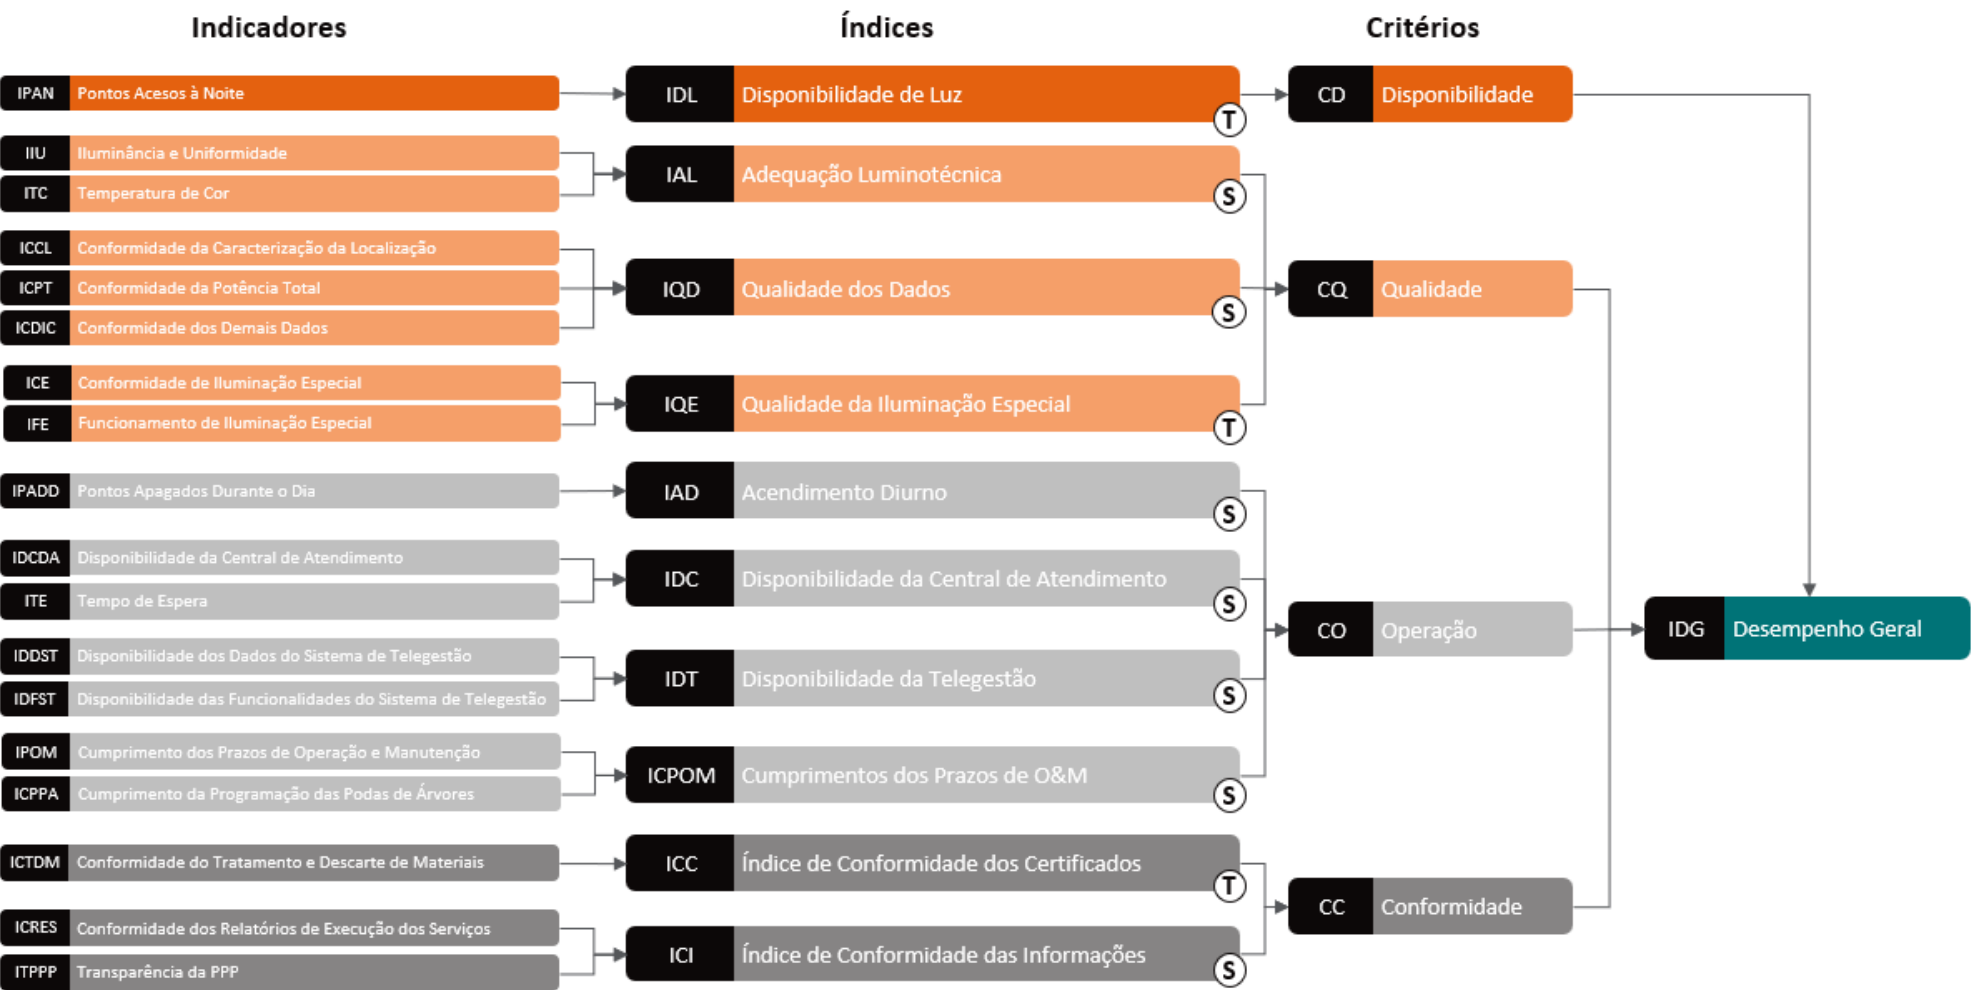 Indicadores
Índices
Critérios
IPAN Pontos Acesos à Noite
IDL Disponibilidade de Luz
T
CD Disponibilidade
IIU Iluminância e Uniformidade
ITC Temperatura de Cor
IAL Adequação Luminotécnica
S
ICCL Conformidade da Caracterização da Localização
ICPT Conformidade da Potência Total
ICDIC Conformidade dos Demais Dados
IQD Qualidade dos Dados
S
CQ Qualidade
ICE Conformidade de Iluminação Especial
IFE Funcionamento de Iluminação Especial
IQE Qualidade da Iluminação Especial
T
IPADD Pontos Apagados Durante o Dia
IAD Acendimento Diurno
S
IDCDA Disponibilidade da Central de Atendimento
ITE Tempo de Espera
IDC Disponibilidade da Central de Atendimento
S
CO Operação
IDG Desempenho Geral
IDDST Disponibilidade dos Dados do Sistema de Telegestão
IDFST Disponibilidade das Funcionalidades do Sistema de Telegestão
IDT Disponibilidade da Telegestão
S
IPOM Cumprimento dos Prazos de Operação e Manutenção
ICPPA Cumprimento da Programação das Podas de Árvores
ICPOM Cumprimentos dos Prazos de O&M
S
ICTDM Conformidade do Tratamento e Descarte de Materiais
ICC Índice de Conformidade dos Certificados
T
CC Conformidade
ICRES Conformidade dos Relatórios de Execução dos Serviços
ITPPP Transparência da PPP
ICI Índice de Conformidade das Informações
S